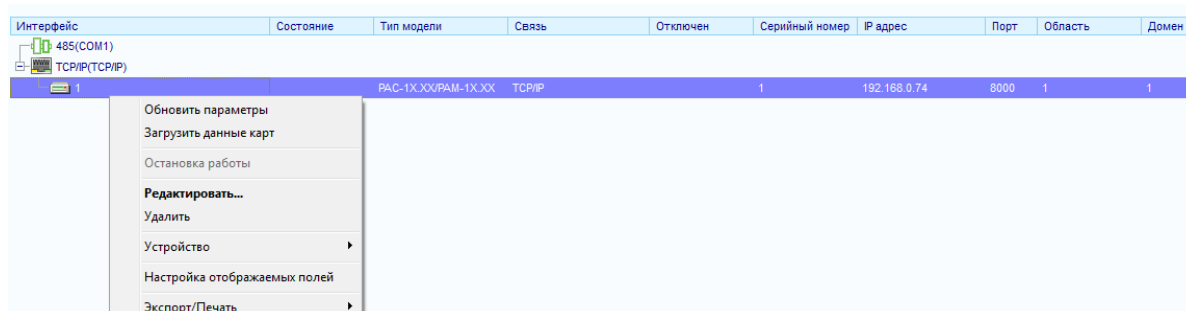 Интерфейс Состояние Тип модели Связь Отключен Серийный номер IP адрес Порт Область Домен
485(COM1)
TCP/IP(TCP/IP)
1 PAC-1X.XX/PAM-1X.XX TCP/IP 1 192.168.0.74 8000 1 1
Обновить параметры
Загрузить данные карт
Остановка работы
Редактировать...
Удалить
Устройство
Настройка отображаемых полей
Экспорт/Печать